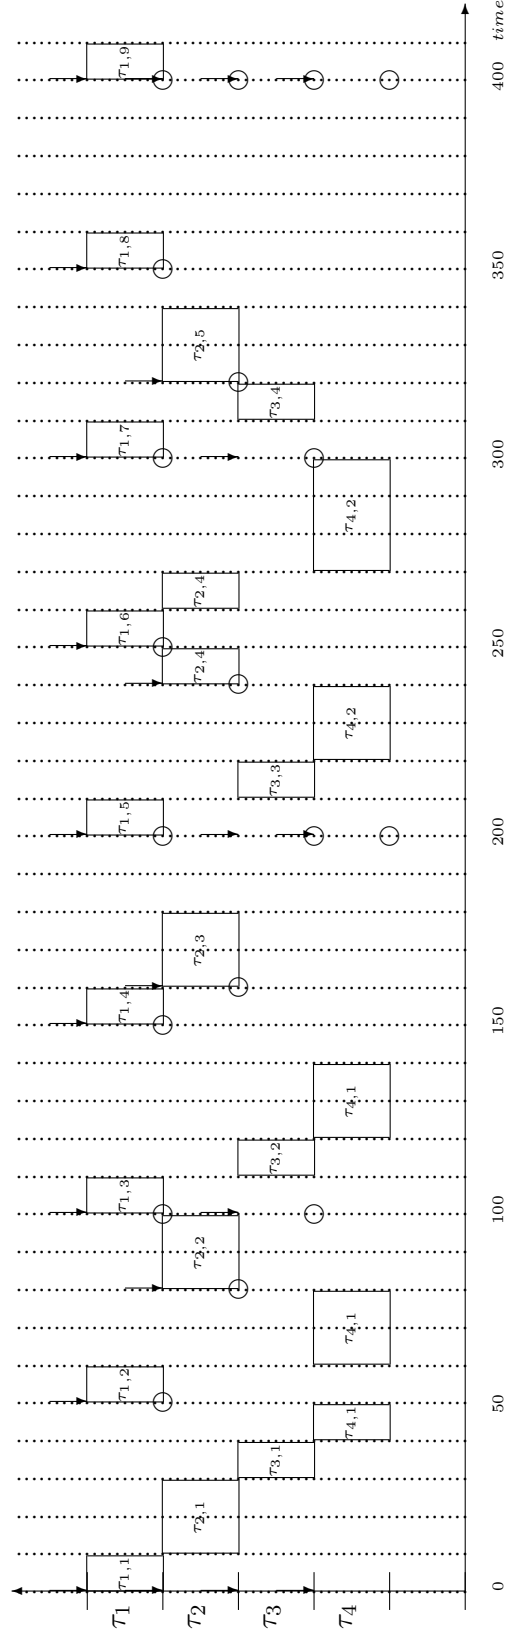 τ1
τ1,1 τ1,2 τ1,3 τ1,4 τ1,5 τ1,6 τ1,7 τ1,8 τ1,9
τ2
τ2,1 τ2,2 τ2,3 τ2,4 τ2,4 τ2,5
τ3
τ3,1 τ3,2 τ3,3 τ3,4
τ4
τ4,1 τ4,1 τ4,1 τ4,2 τ4,2
0 50 100 150 200 250 300 350 400 time